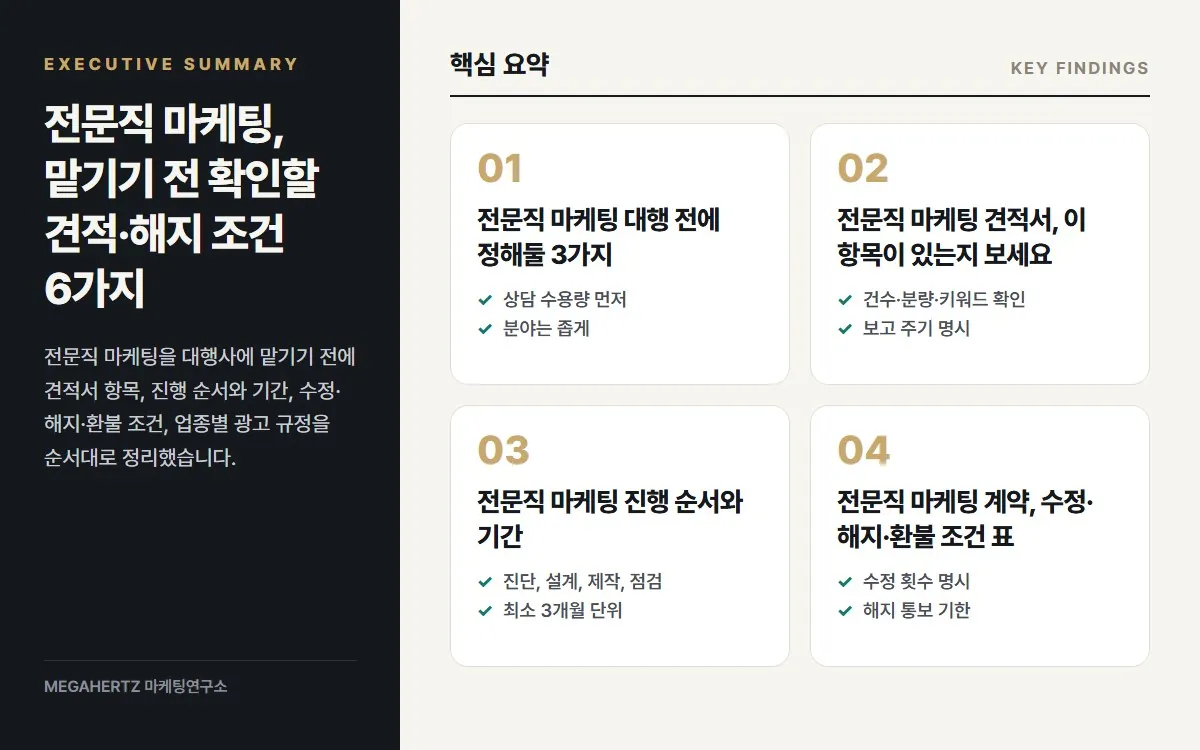 EXECUTIVE SUMMARY
전문직 마케팅,
맡기기 전 확인할
견적·해지 조건
6가지
전문직 마케팅을 대행사에 맡기기 전에
견적서 항목, 진행 순서와 기간, 수정·
해지·환불 조건, 업종별 광고 규정을
순서대로 정리했습니다.
MEGAHERTZ 마케팅연구소
핵심 요약
KEY FINDINGS
01
전문직 마케팅 대행 전에
정해둘 3가지
상담 수용량 먼저
분야는 좁게
02
전문직 마케팅 견적서, 이
항목이 있는지 보세요
건수·분량·키워드 확인
보고 주기 명시
03
전문직 마케팅 진행 순서와
기간
진단, 설계, 제작, 점검
최소 3개월 단위
04
전문직 마케팅 계약, 수정·
해지·환불 조건 표
수정 횟수 명시
해지 통보 기한